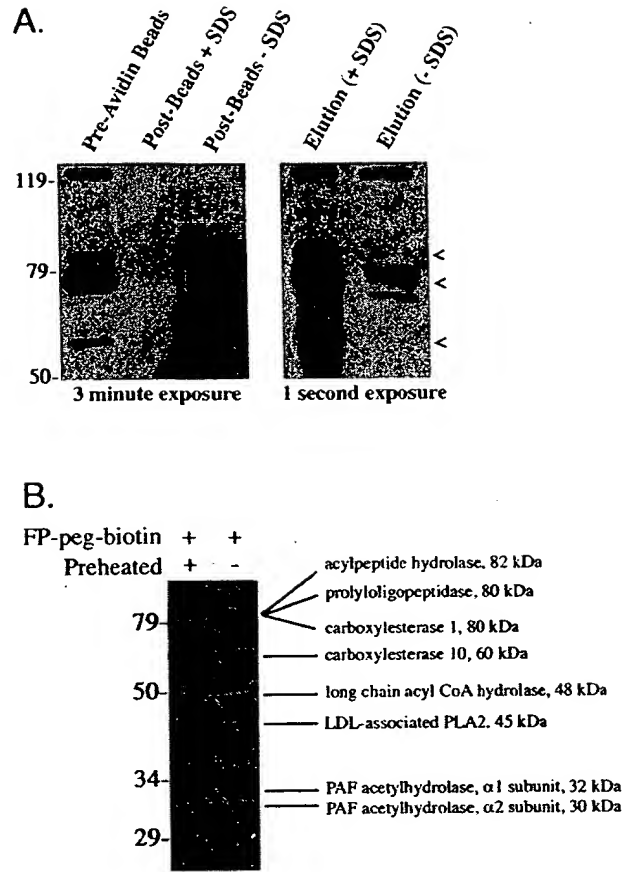 A.
Pre-Avidin Beads
Post-Beads + SDS
Post-Beads - SDS
Elution (+ SDS)
Elution (- SDS)
119-
79-
50-
<
<
<
3 minute exposure
1 second exposure
B.
FP-peg-biotin + +
Preheated + -
79-
50-
34-
29-
acylpeptide hydrolase, 82 kDa
prolyloligopeptidase, 80 kDa
carboxylesterase 1, 80 kDa
carboxylesterase 10, 60 kDa
long chain acyl CoA hydrolase, 48 kDa
LDL-associated PLA2, 45 kDa
PAF acetylhydrolase, α1 subunit, 32 kDa
PAF acetylhydrolase, α2 subunit, 30 kDa